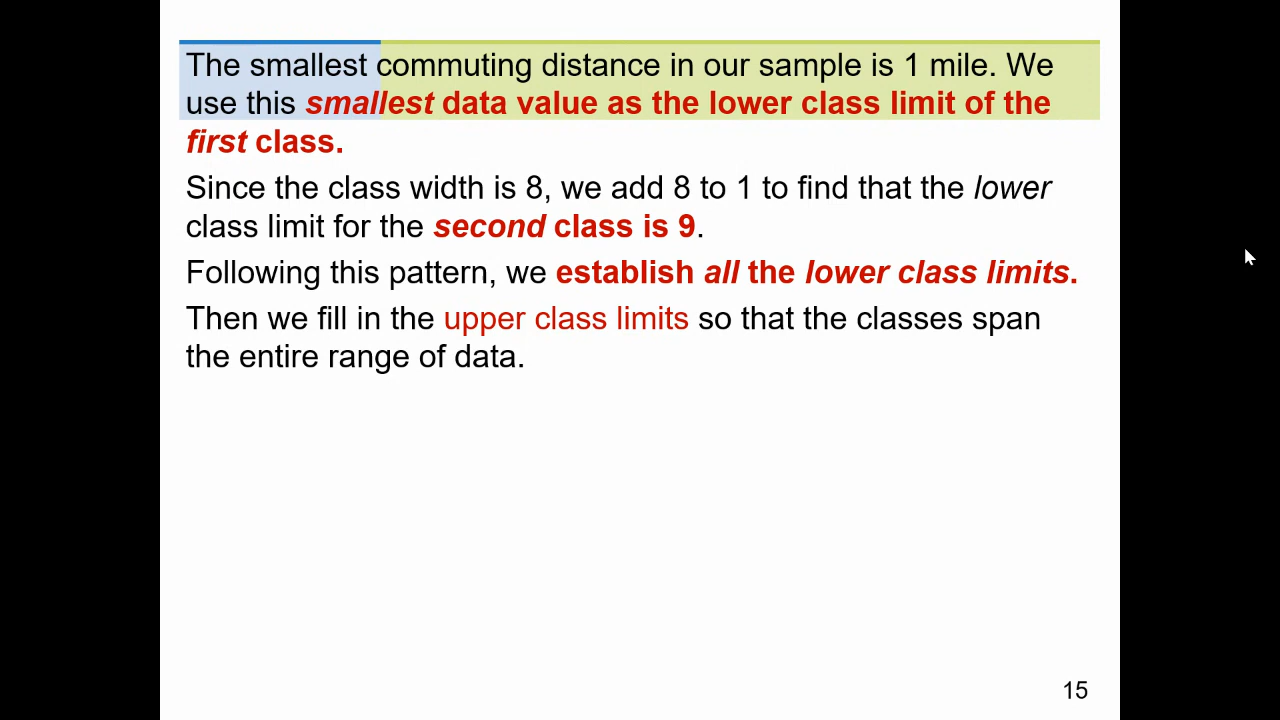 The smallest commuting distance in our sample is 1 mile. We
use this smallest data value as the lower class limit of the
first class.
Since the class width is 8, we add 8 to 1 to find that the lower
class limit for the second class is 9.
Following this pattern, we establish all the lower class limits.
Then we fill in the upper class limits so that the classes span
the entire range of data.
15